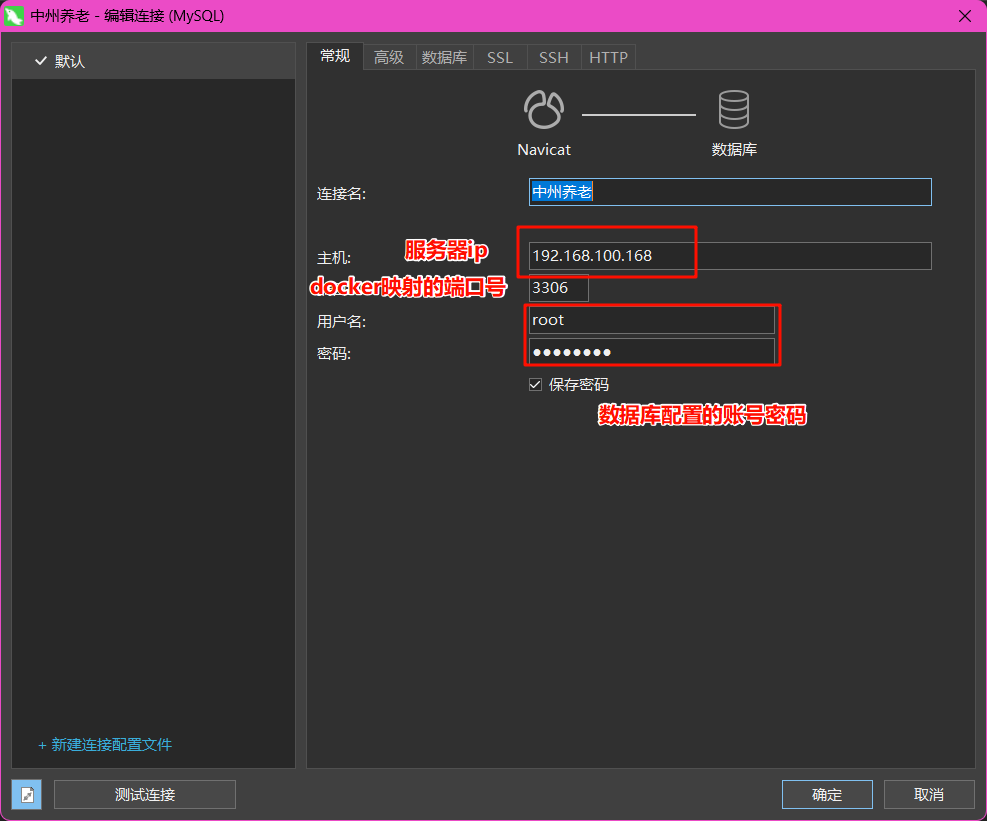 中州养老 - 编辑连接 (MySQL)
默认
常规 高级 数据库 SSL SSH HTTP
Navicat 数据库
连接名: 中州养老
主机: 服务器ip 192.168.100.168
docker映射的端口号 3306
用户名: root
密码: ●●●●●●●●
保存密码
数据库配置的账号密码
+ 新建连接配置文件
测试连接 确定 取消